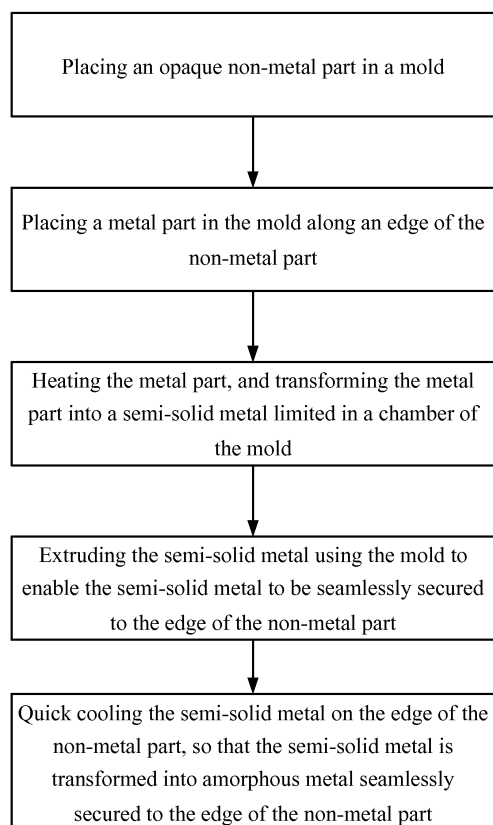 Placing an opaque non-metal part in a mold
Placing a metal part in the mold along an edge of the
non-metal part
Heating the metal part, and transforming the metal
part into a semi-solid metal limited in a chamber of
the mold
Extruding the semi-solid metal using the mold to
enable the semi-solid metal to be seamlessly secured
to the edge of the non-metal part
Quick cooling the semi-solid metal on the edge of the
non-metal part, so that the semi-solid metal is
transformed into amorphous metal seamlessly
secured to the edge of the non-metal part